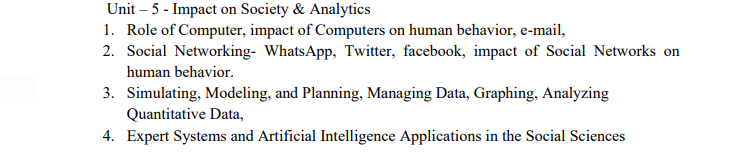 Unit – 5 - Impact on Society & Analytics
1. Role of Computer, impact of Computers on human behavior, e-mail,
2. Social Networking- WhatsApp, Twitter, facebook, impact of Social Networks on
human behavior.
3. Simulating, Modeling, and Planning, Managing Data, Graphing, Analyzing
Quantitative Data,
4. Expert Systems and Artificial Intelligence Applications in the Social Sciences